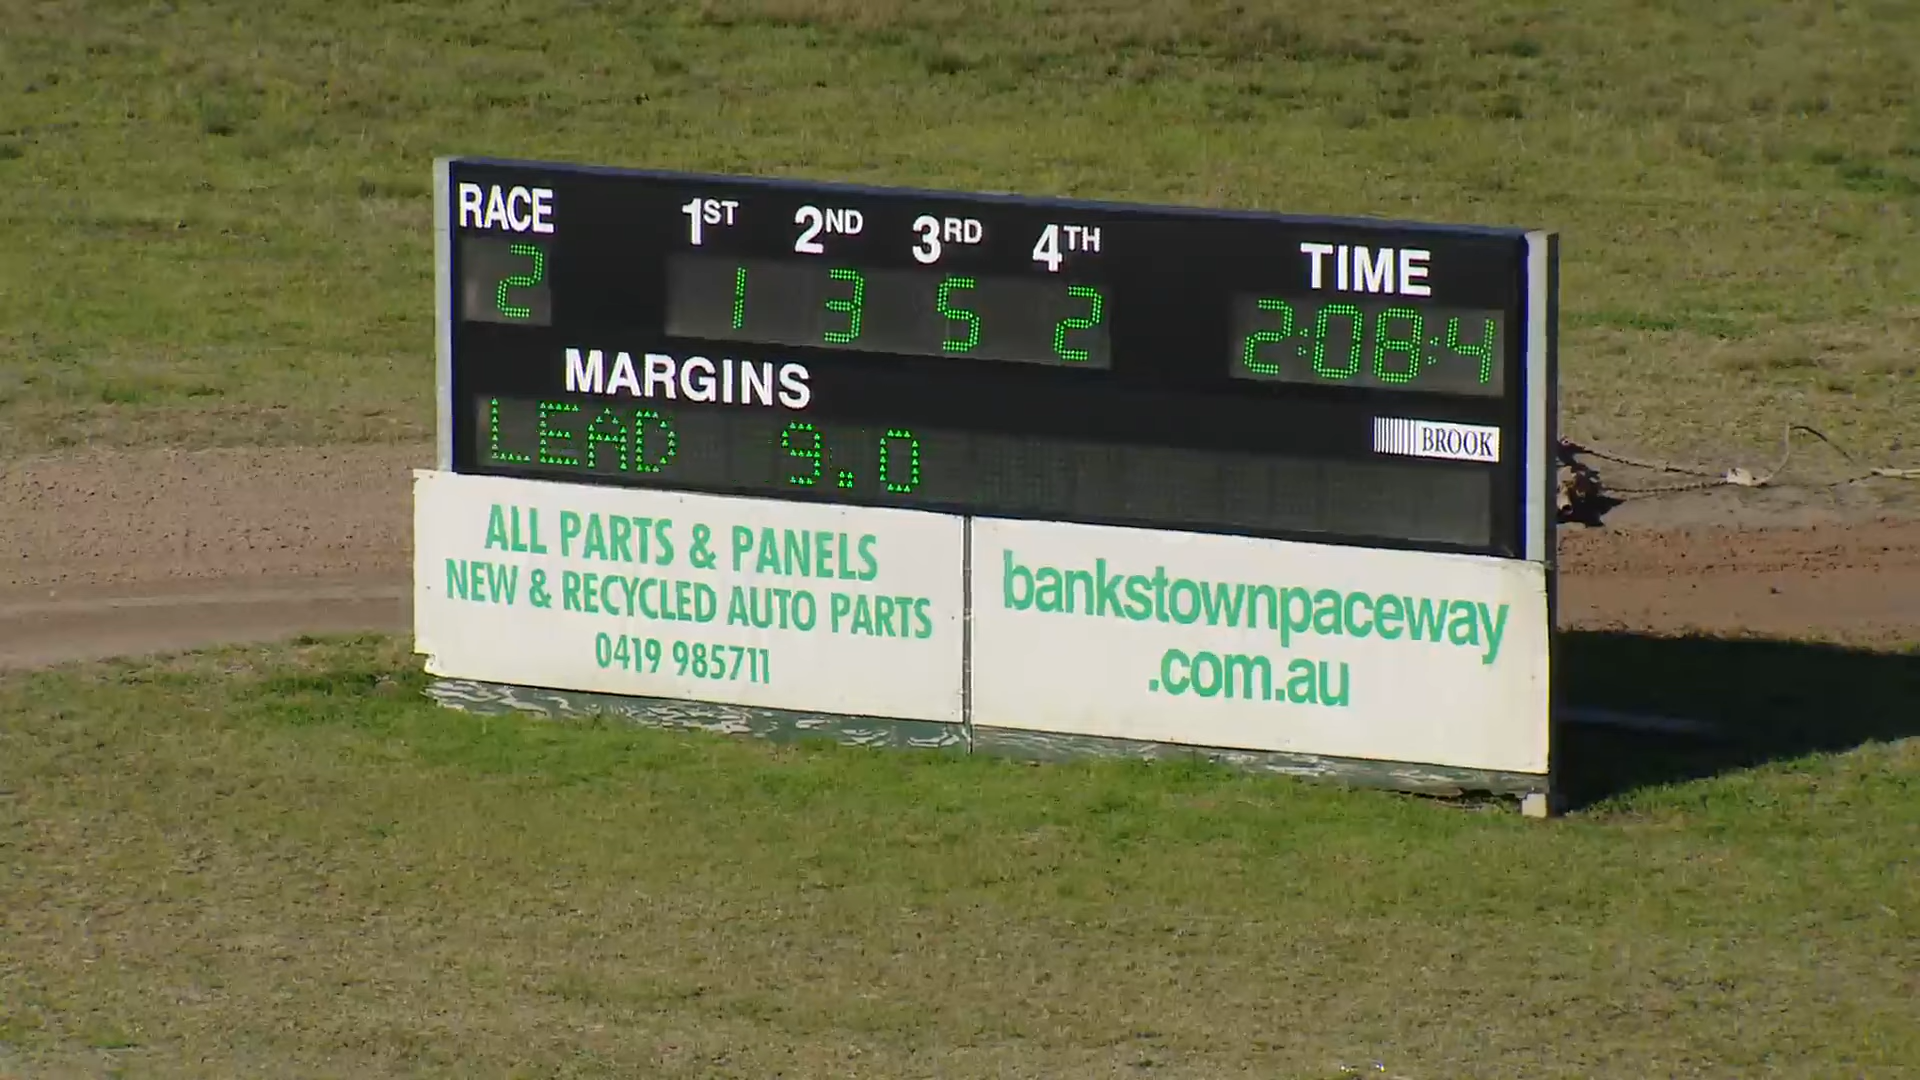 RACE 1ST 2ND 3RD 4TH TIME
2 1 3 5 2 2:08:4
MARGINS
LEAD 9.0
BROOK
ALL PARTS & PANELS
NEW & RECYCLED AUTO PARTS
0419 985711
bankstownpaceway
.com.au